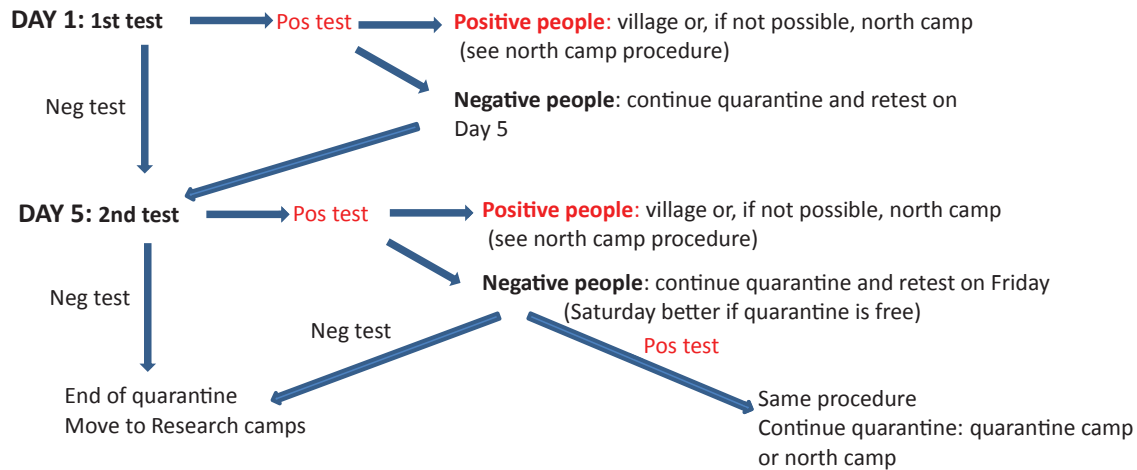 DAY 1: 1st test
Pos test
Positive people: village or, if not possible, north camp
(see north camp procedure)
Neg test
Negative people: continue quarantine and retest on
Day 5
DAY 5: 2nd test
Pos test
Positive people: village or, if not possible, north camp
(see north camp procedure)
Neg test
Negative people: continue quarantine and retest on Friday
(Saturday better if quarantine is free)
Neg test
Pos test
End of quarantine
Move to Research camps
Same procedure
Continue quarantine: quarantine camp
or north camp